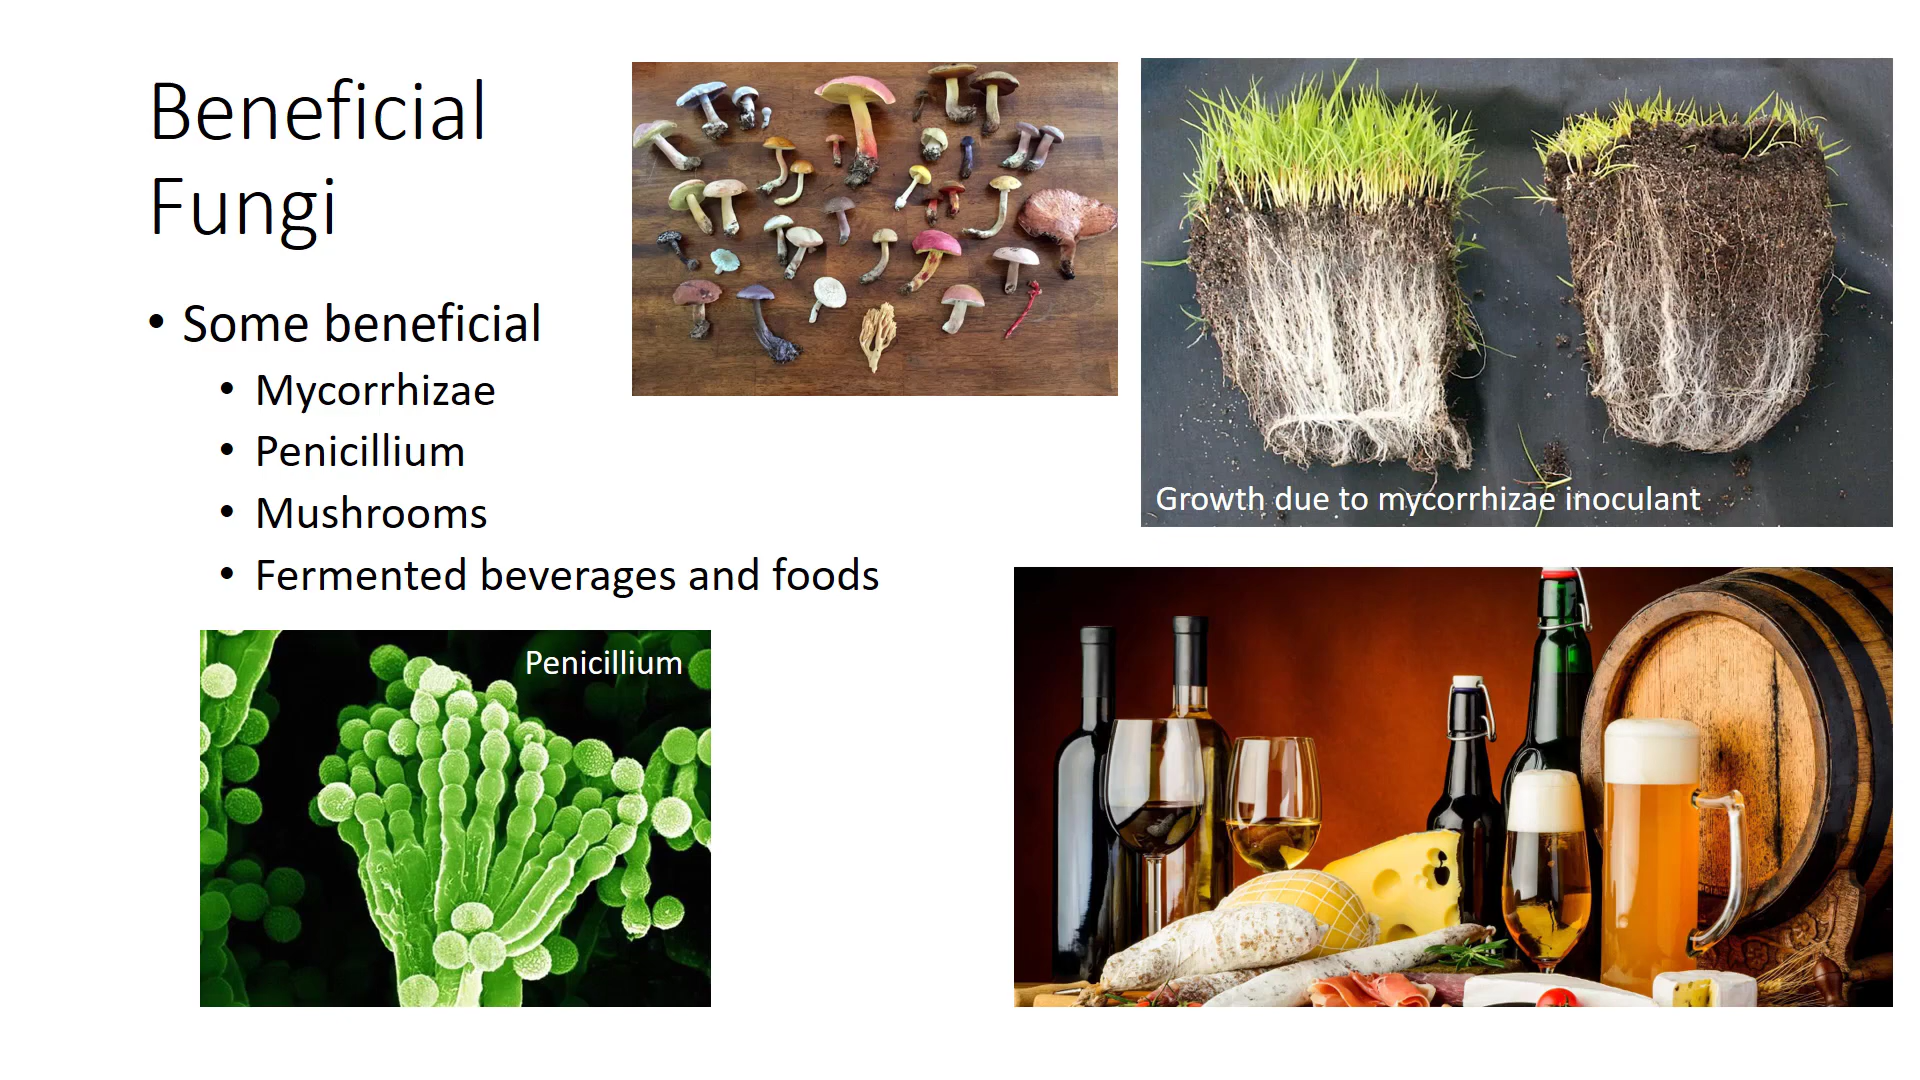 Beneficial
Fungi
• Some beneficial
• Mycorrhizae
• Penicillium
• Mushrooms
• Fermented beverages and foods
Growth due to mycorrhizae inoculant
Penicillium